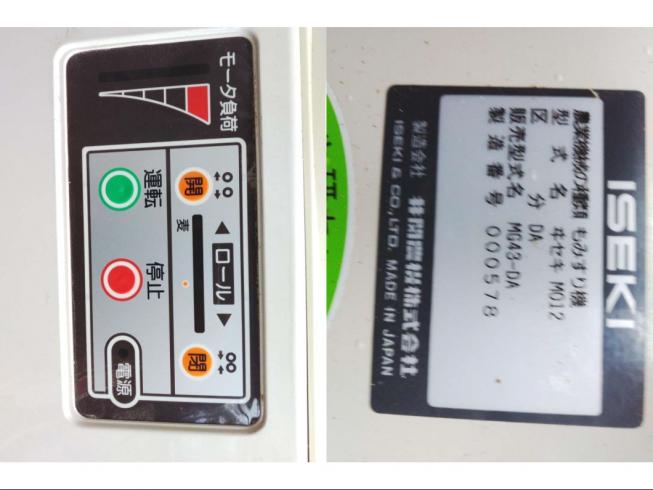 モータ負荷
開
ロール
閉
麦
運転
停止
電源
ISEKI
農業機械の種類 もみすり機
型式名 ヰセキ MO12
区分 DA
販売型式名 MG43-DA
製造番号 000578
製造会社 井関農機株式会社
ISEKI & CO.,LTD. MADE IN JAPAN